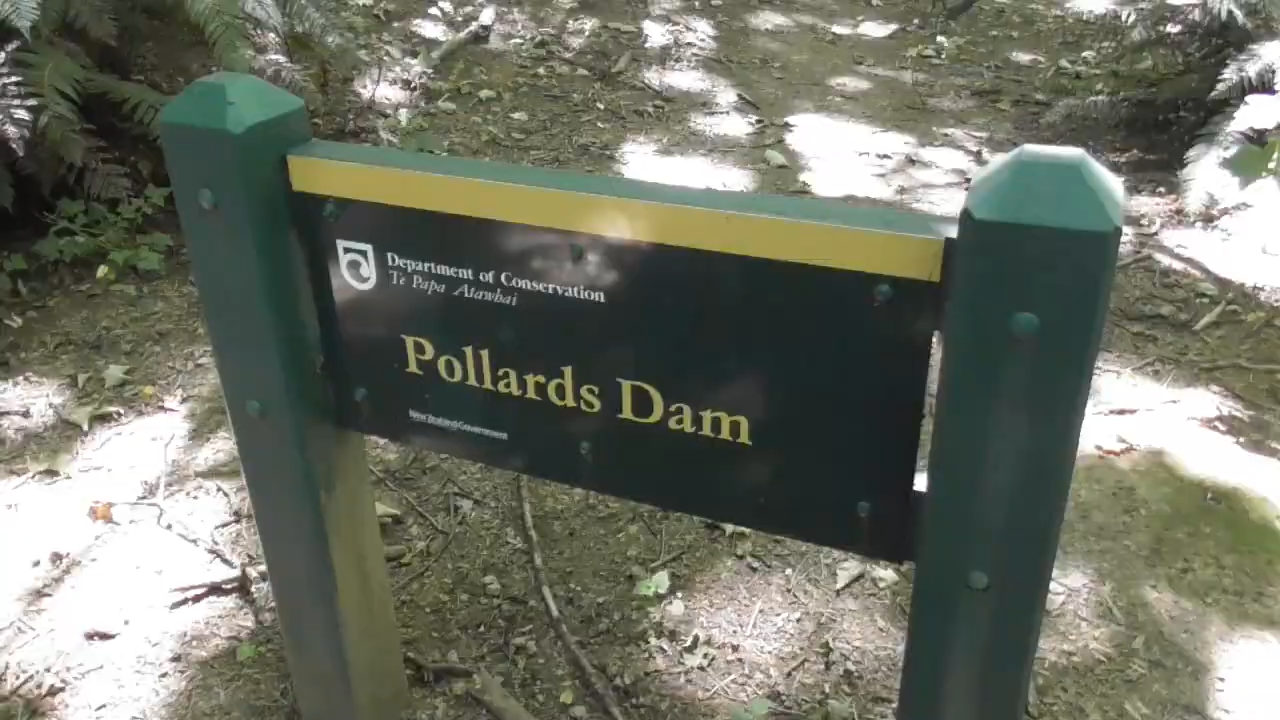 Department of Conservation
Te Papa Atawhai
Pollards Dam
New Zealand Government